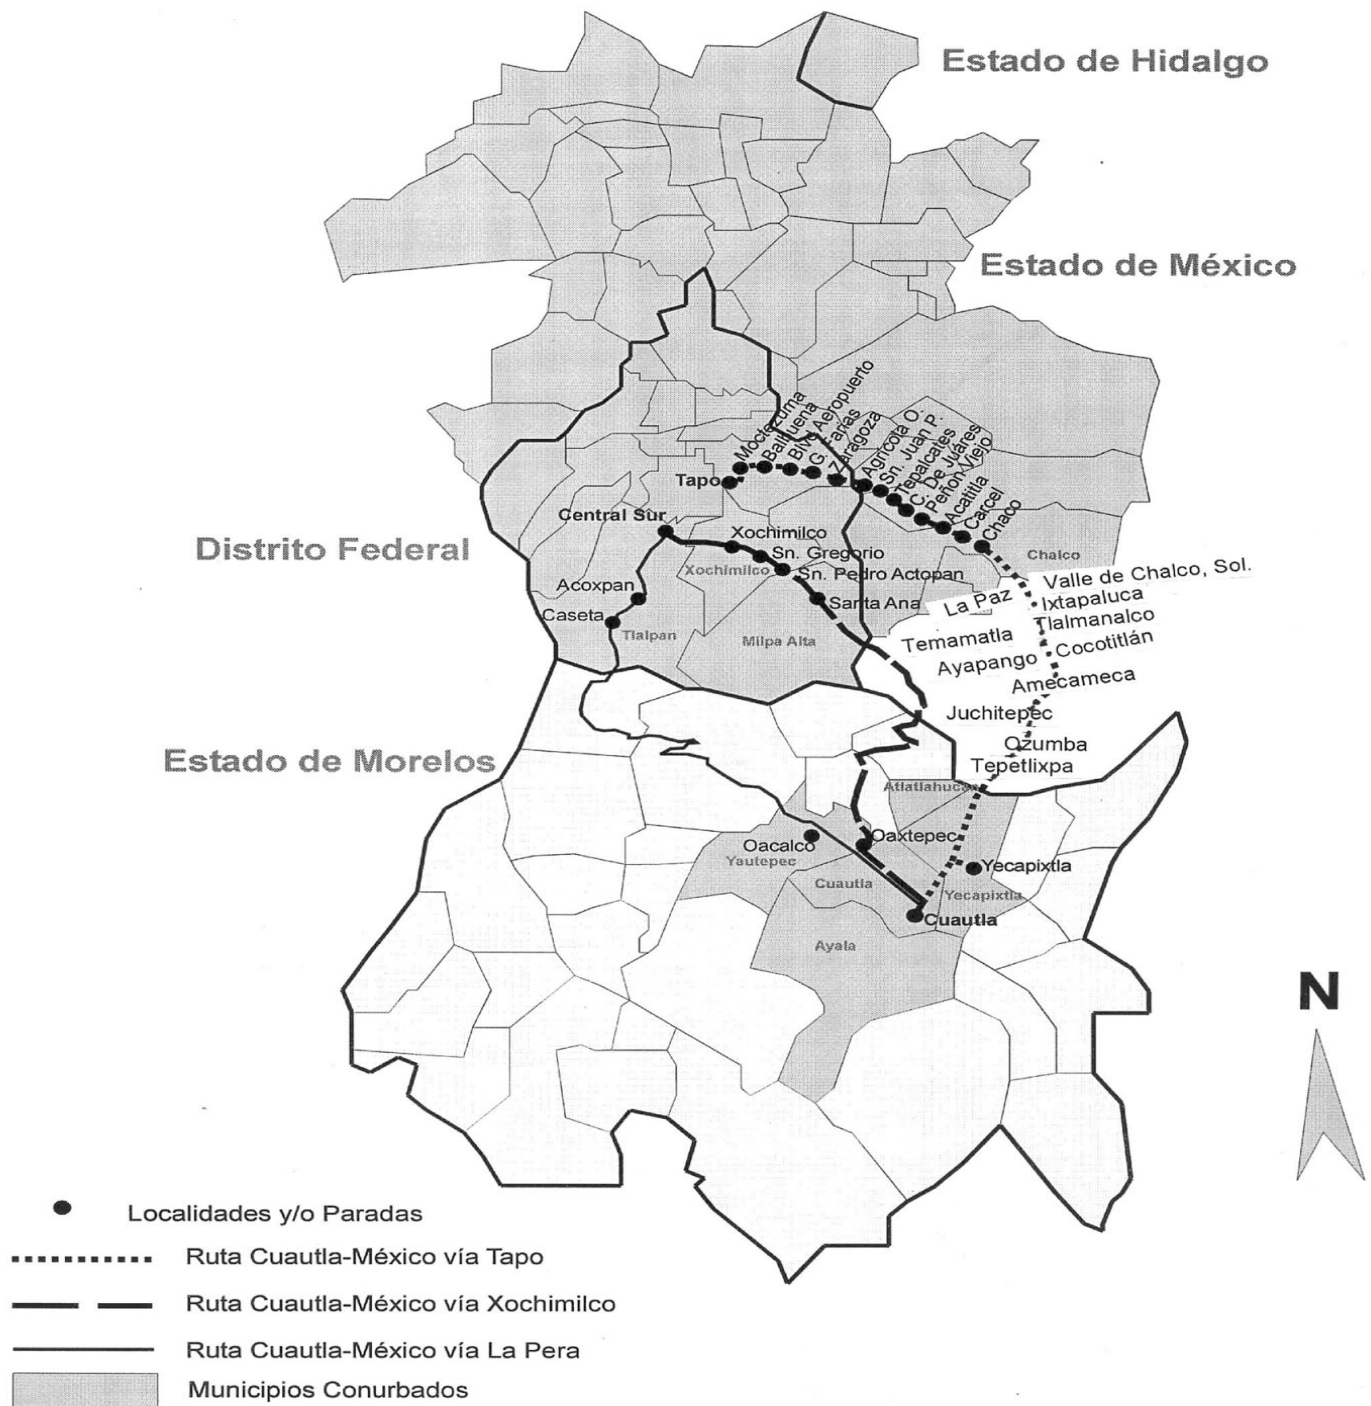 Estado de Hidalgo
Estado de México
Moctezuma
Balbuena
Blvd Aeropuerto
G. Farías
Zaragoza
Agrícola O.
Sn. Juan P.
Tepalcates
C. De Juáres
Peñon Viejo
Acatitla
Carcel
Chaco
Tapo
Central Sur
Xochimilco
Distrito Federal
Sn. Gregorio
Chalco
Xochimilco
Sn. Pedro Actopan
Valle de Chalco, Sol.
Acoxpan
La Paz
Ixtapaluca
Santa Ana
Caseta
Tlalmanalco
Tlalpan
Milpa Alta
Temamatla
Cocotitlán
Ayapango
Amecameca
Juchitepec
Ozumba
Estado de Morelos
Tepetlixpa
Atlatlahucan
Oacalco
Oaxtepec
Yautepec
Yecapixtla
Cuautla
Yecapixtla
Cuautla
Ayala
N
Localidades y/o Paradas
Ruta Cuautla-México vía Tapo
Ruta Cuautla-México vía Xochimilco
Ruta Cuautla-México vía La Pera
Municipios Conurbados